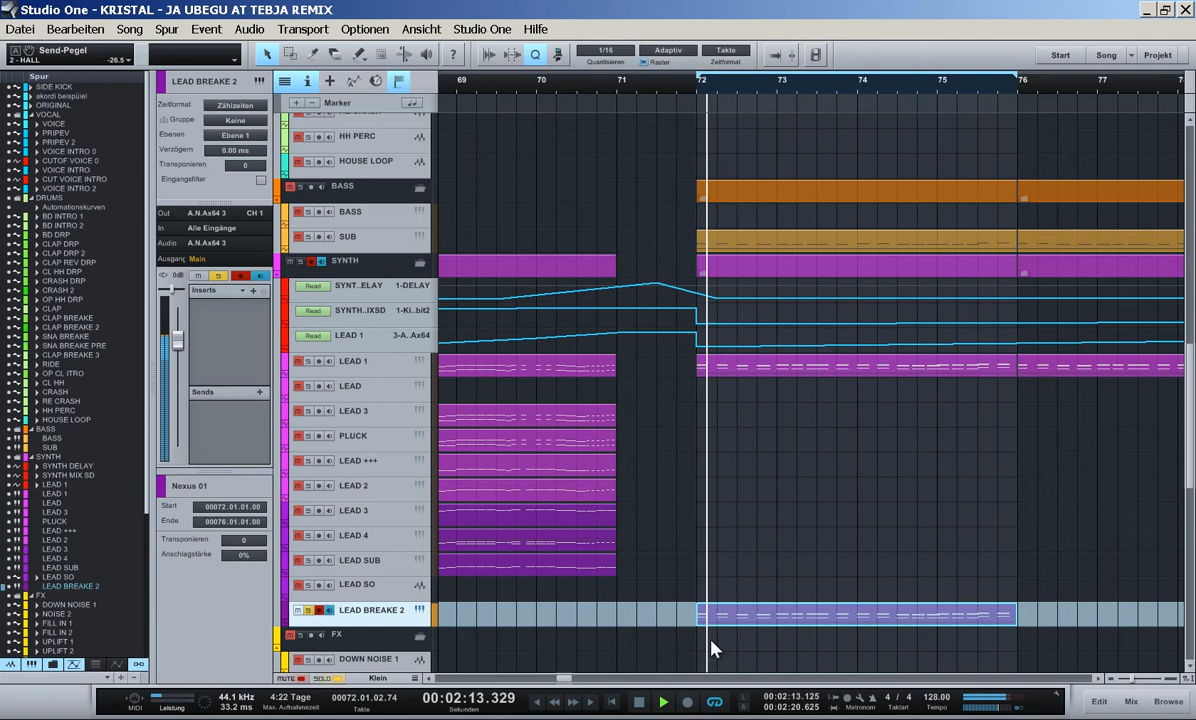 Studio One - KRISTAL - JA UBEGU AT TEBJA REMIX
Datei Bearbeiten Song Spur Event Audio Transport Optionen Ansicht Studio One Hilfe
Send-Pegel
2 - HALL -26.5
1/16 Adaptiv Takte
Quantisieren Raster Zeitformat
Start Song Projekt
Spur
SIDE KICK
akordi beispüiel
ORIGINAL
VOCAL
VOICE
PRIPEV
PRIPEV 2
VOICE INTRO 0
CUTOF VOICE 0
VOICE INTRO
CUT VOICE INTRO
VOICE INTRO 2
DRUMS
Automationskurven
BD INTRO 1
BD INTRO 2
BD DRP
CLAP DRP
CLAP DRP 2
CLAP REV DRP
CL HH DRP
CRASH DRP
CRASH 2
OP HH DRP
CLAP
CLAP BREAKE
CLAP BREAKE 2
SNA BREAKE
SNA BREAKE PRE
CLAP BREAKE 3
RIDE
OP CL ITRO
CL HH
CRASH
RE CRASH
HH PERC
HOUSE LOOP
BASS
BASS
SUB
SYNTH
SYNTH DELAY
SYNTH MIX SD
LEAD 1
LEAD 1
LEAD
LEAD 3
PLUCK
LEAD +++
LEAD 2
LEAD 3
LEAD 4
LEAD SUB
LEAD SO
LEAD BREAKE 2
FX
DOWN NOISE 1
NOISE 2
FILL IN 1
FILL IN 2
UPLIFT 1
UPLIFT 2
LEAD BREAKE 2
Zeitformat Zählzeiten
Gruppe Keine
Ebenen Ebene 1
Verzögern 0.00 ms
Transponieren 0
Eingangsfilter
Out A.N.Ax64 3 CH 1
In Alle Eingänge
Audio A.N.Ax64 3
Ausgang Main
0dB M S
Inserts
Sends
Nexus 01
Start 00072.01.01.00
Ende 00076.01.01.00
Transponieren 0
Anschlagstärke 0%
69 70 71 72 73 74 75 76 77
Marker
HH PERC
HOUSE LOOP
BASS
BASS
SUB
SYNTH
Read SYNT..ELAY 1-DELAY
Read SYNTH..IXSD 1-Ki..bit2
Read LEAD 1 3-A..Ax64
LEAD 1
LEAD
LEAD 3
PLUCK
LEAD +++
LEAD 2
LEAD 3
LEAD 4
LEAD SUB
LEAD SO
LEAD BREAKE 2
FX
DOWN NOISE 1
MUTE SOLO Klein
MIDI Leistung
44.1 kHz
33.2 ms
4:22 Tage
Max. Aufnahmezeit
00072.01.02.74
Takte
00:02:13.329
Sekunden
00:02:13.125
00:02:20.625
Metronom
4 / 4
Taktart
128.00
Tempo
Edit Mix Browse